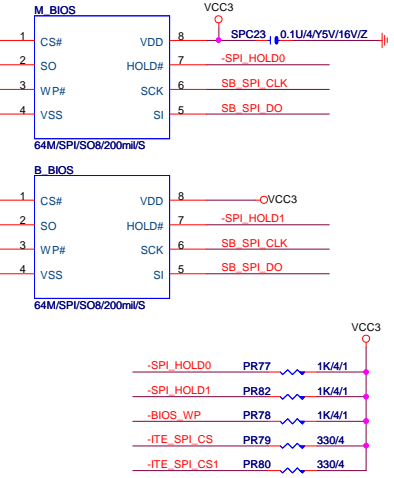 M_BIOS VCC3
1 CS# VDD 8 SPC23 0.1U/4/Y5V/16V/Z
2 SO HOLD# 7 -SPI_HOLD0
3 WP# SCK 6 SB_SPI_CLK
4 VSS SI 5 SB_SPI_DO
64M/SPI/SO8/200mil/S
B_BIOS
1 CS# VDD 8 VCC3
2 SO HOLD# 7 -SPI_HOLD1
3 WP# SCK 6 SB_SPI_CLK
4 VSS SI 5 SB_SPI_DO
64M/SPI/SO8/200mil/S
VCC3
-SPI_HOLD0 PR77 1K/4/1
-SPI_HOLD1 PR82 1K/4/1
-BIOS_WP PR78 1K/4/1
-ITE_SPI_CS PR79 330/4
-ITE_SPI_CS1 PR80 330/4